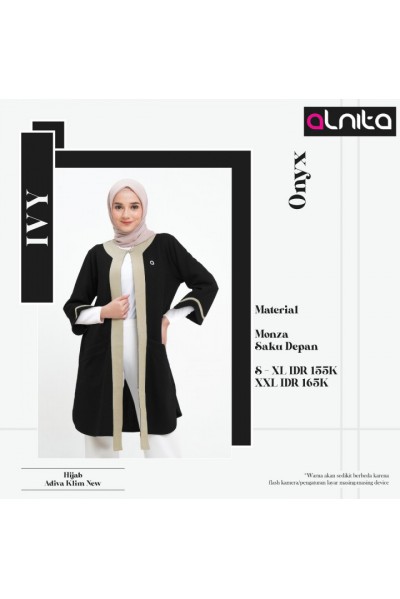 alnita
IVY
Onyx
Material
Monza
Saku Depan
S - XL IDR 155K
XXL IDR 165K
Hijab
Adiva Klim New
*Warna akan sedikit berbeda karena
flash kamera/pengaturan layar masing-masing device